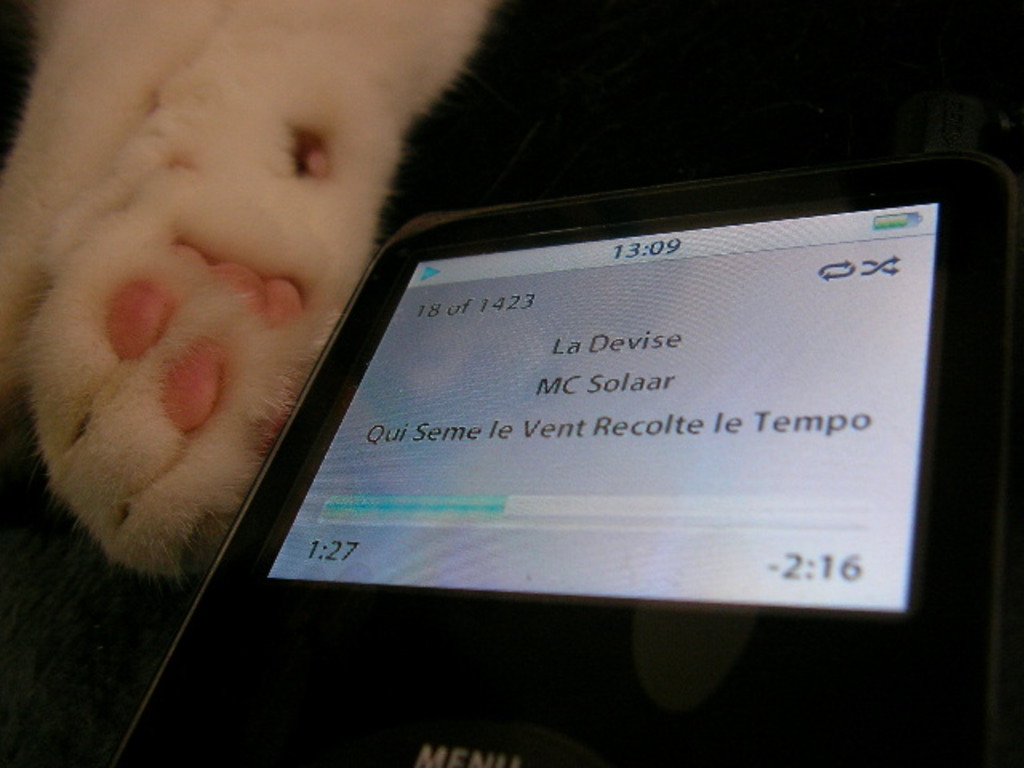 13:09
18 of 1423
La Devise
MC Solaar
Qui Seme le Vent Recolte le Tempo
1:27
-2:16
MENU